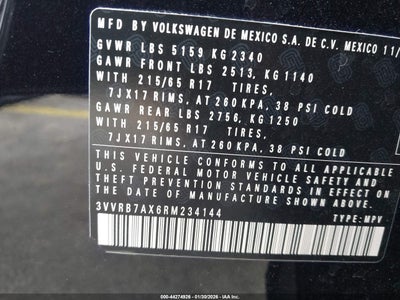 MFD BY VOLKSWAGEN DE MEXICO S.A. DE C.V. MEXICO 11/
GVWR LBS 5159 KG 2340
GAWR FRONT LBS 2513, KG 1140
WITH 215/65 R17 TIRES,
7JX17 RIMS, AT 260KPA, 38 PSI COLD
GAWR REAR LBS 2756, KG 1250
WITH 215/65 R17 TIRES,
7JX17 RIMS, AT 260KPA, 38 PSI COLD
THIS VEHICLE CONFORMS TO ALL APPLICABLE
U.S. FEDERAL MOTOR VEHICLE SAFETY AND
THEFT PREVENTION STANDARDS IN EFFECT ON
THE DATE OF MANUFACTURE SHOWN ABOVE.
3VVRB7AX6RM234144 TYPE: MPV
000-44274926 - 01/30/2026 - IAA Inc.